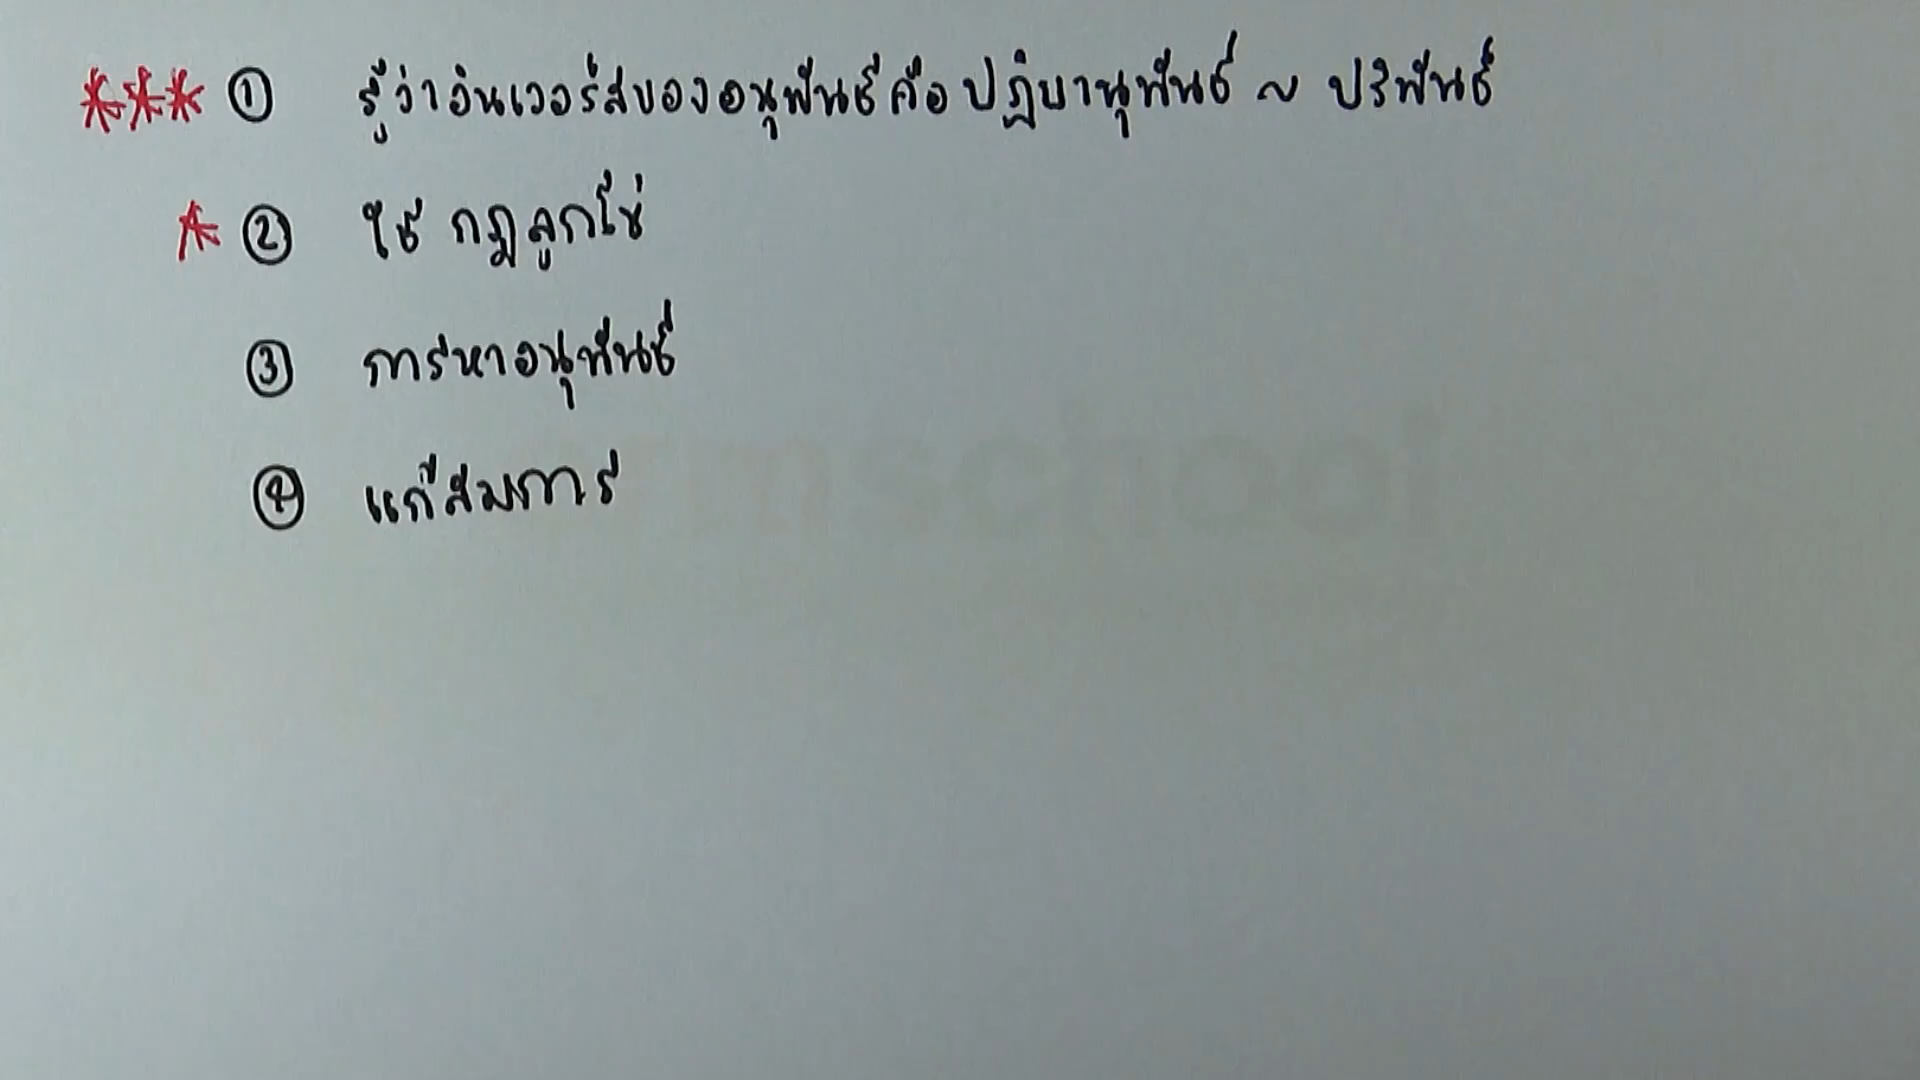 *** ① รู้ว่าอินเวอร์สของอนุพันธ์คือปฏิยานุพันธ์ ~ ปริพันธ์
* ② ใช้ กฎลูกโซ่
③ การหาอนุพันธ์
④ แก้สมการ
rmschool